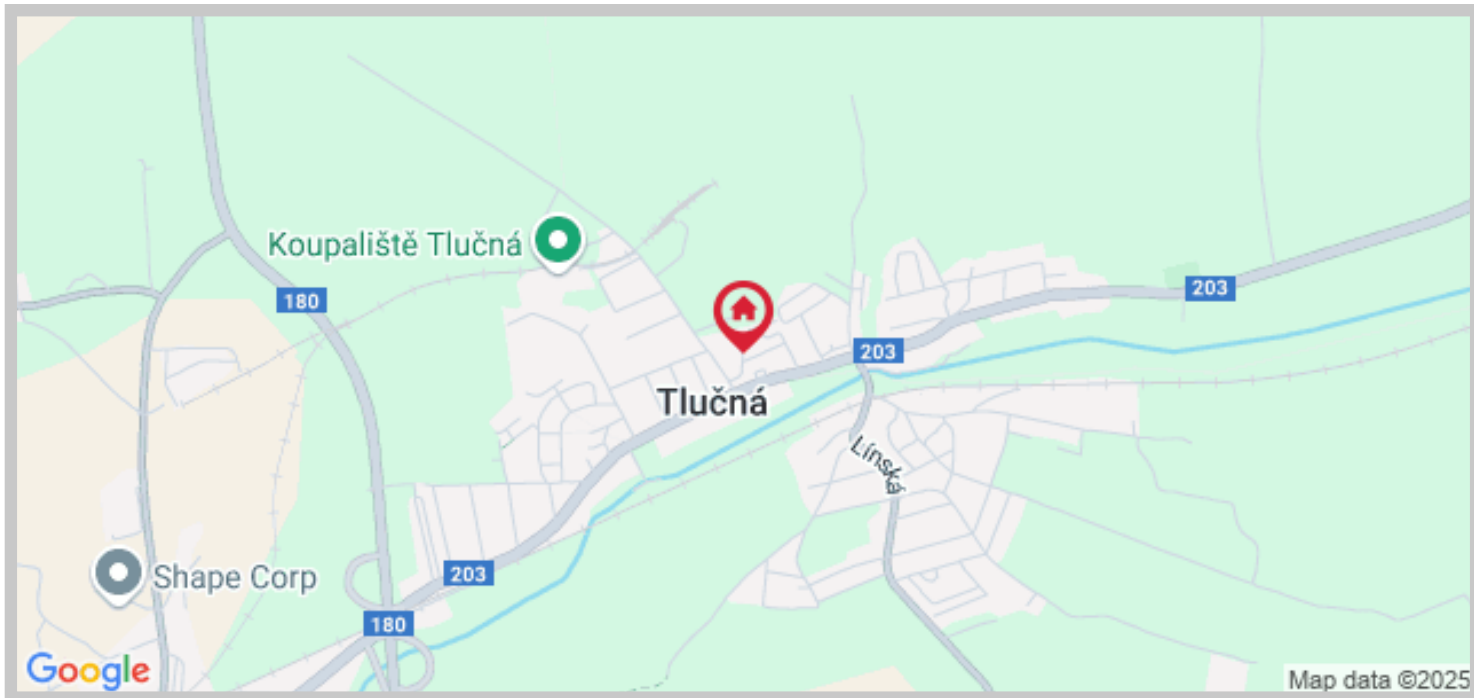 Koupaliště Tlučná
180
203
203
Tlučná
Línská
Shape Corp
203
180
Google
Map data ©2025